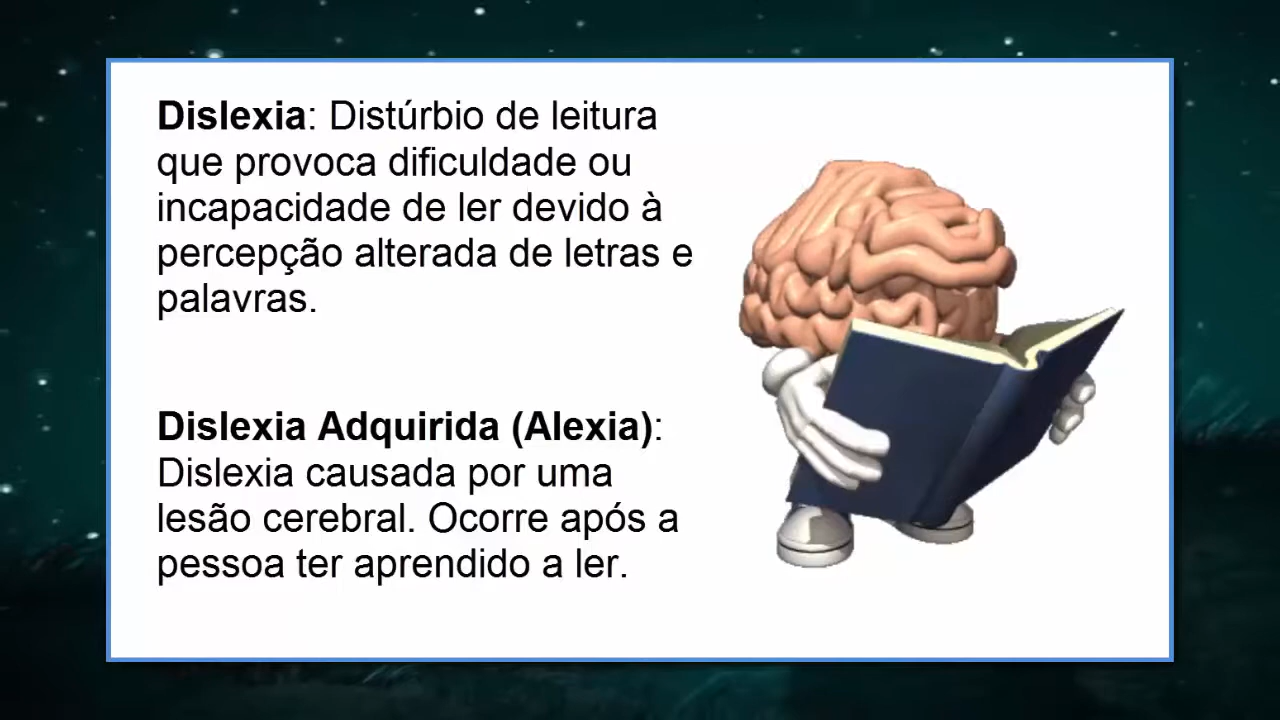 Dislexia: Distúrbio de leitura
que provoca dificuldade ou
incapacidade de ler devido à
percepção alterada de letras e
palavras.
Dislexia Adquirida (Alexia):
Dislexia causada por uma
lesão cerebral. Ocorre após a
pessoa ter aprendido a ler.